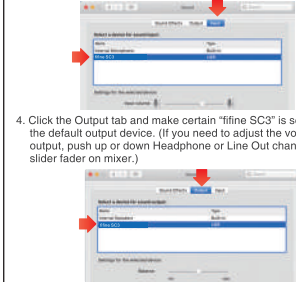 Sound Effects Output Input
Select a device for sound input:
Name Type
Internal Microphone Built-in
fifine SC3 USB
Settings for the selected device:
Input volume:
4. Click the Output tab and make certain “fifine SC3” is s
the default output device. (If you need to adjust the vo
output, push up or down Headphone or Line Out chan
slider fader on mixer.)
Sound Effects Output Input
Select a device for sound output:
Name Type
Internal Speakers Built-in
fifine SC3 USB
Settings for the selected device:
Balance: